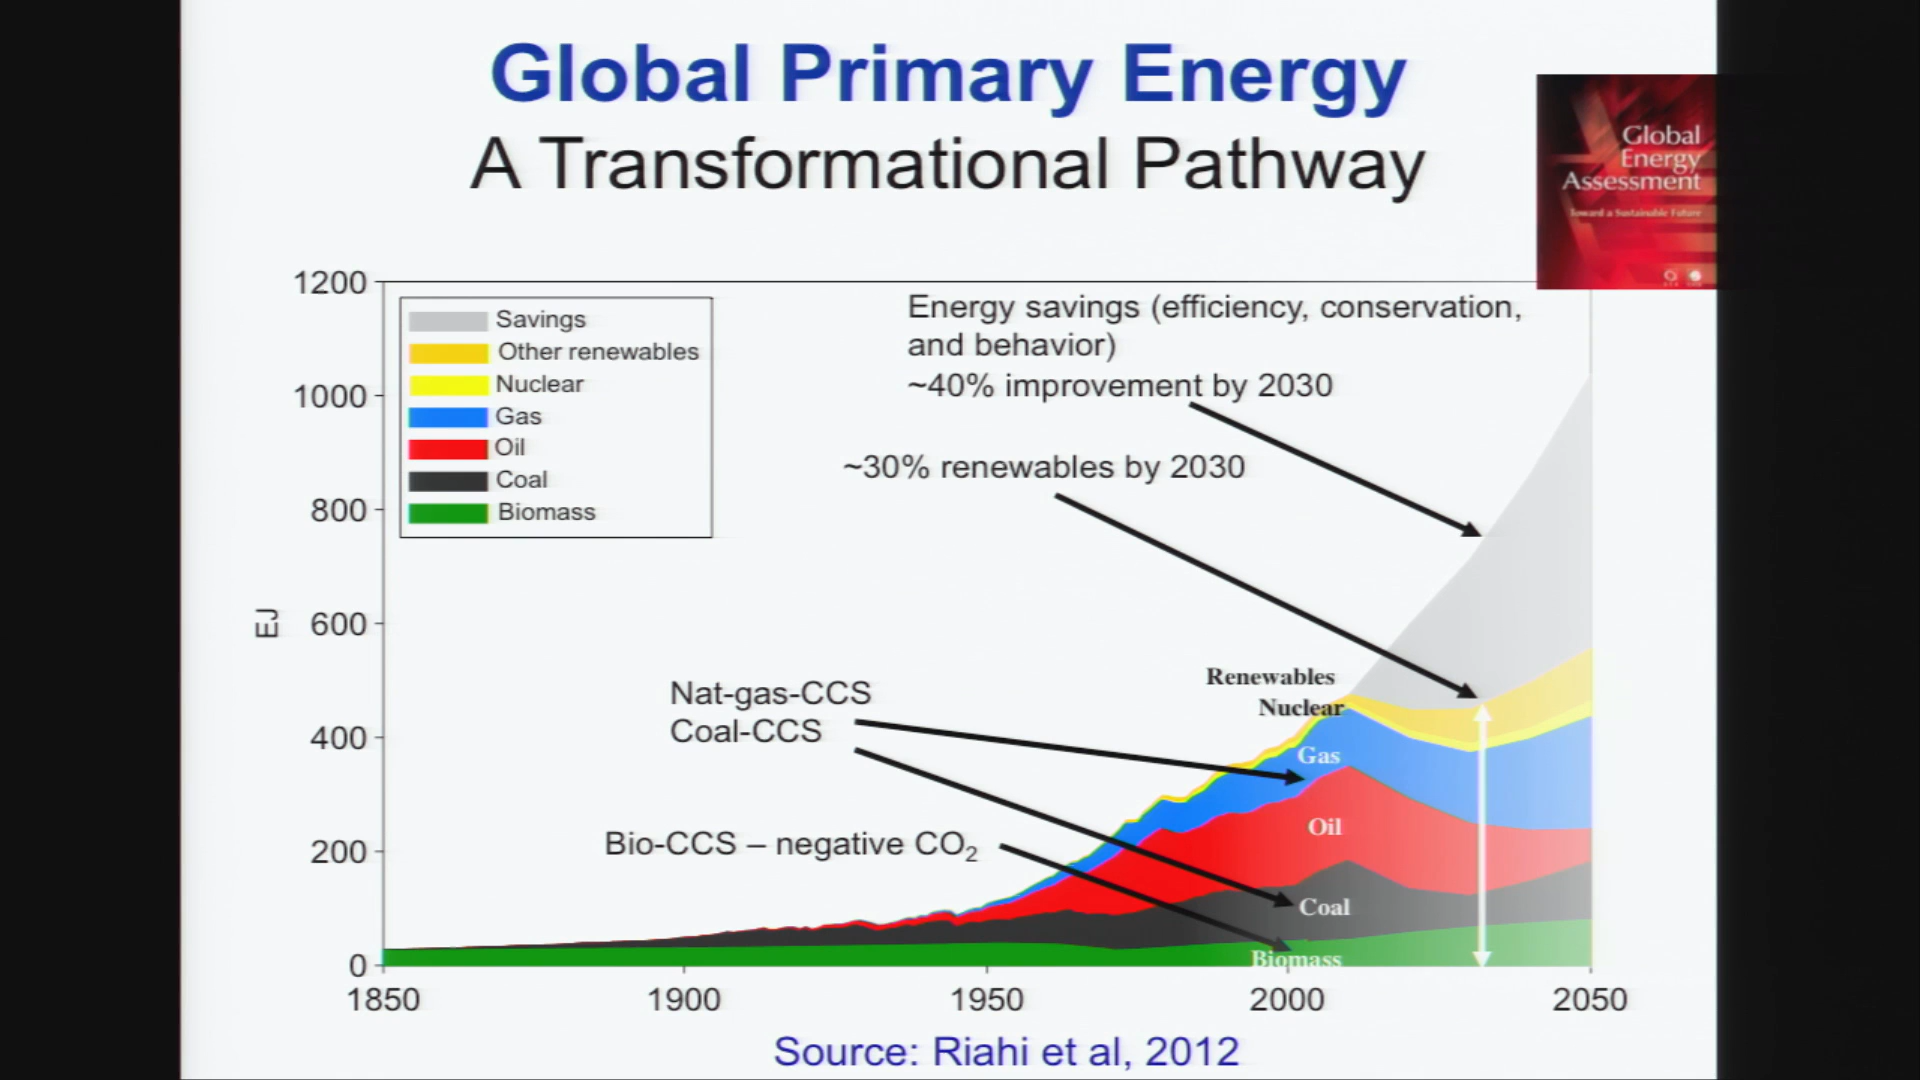 Global Primary Energy
A Transformational Pathway
Global
Energy
Assessment
Toward a Sustainable Future
1200
1000
800
600
400
200
0
EJ
Savings
Other renewables
Nuclear
Gas
Oil
Coal
Biomass
Energy savings (efficiency, conservation,
and behavior)
~40% improvement by 2030
~30% renewables by 2030
Nat-gas-CCS
Coal-CCS
Bio-CCS – negative CO₂
Renewables
Nuclear
Gas
Oil
Coal
Biomass
1850
1900
1950
2000
2050
Source: Riahi et al, 2012